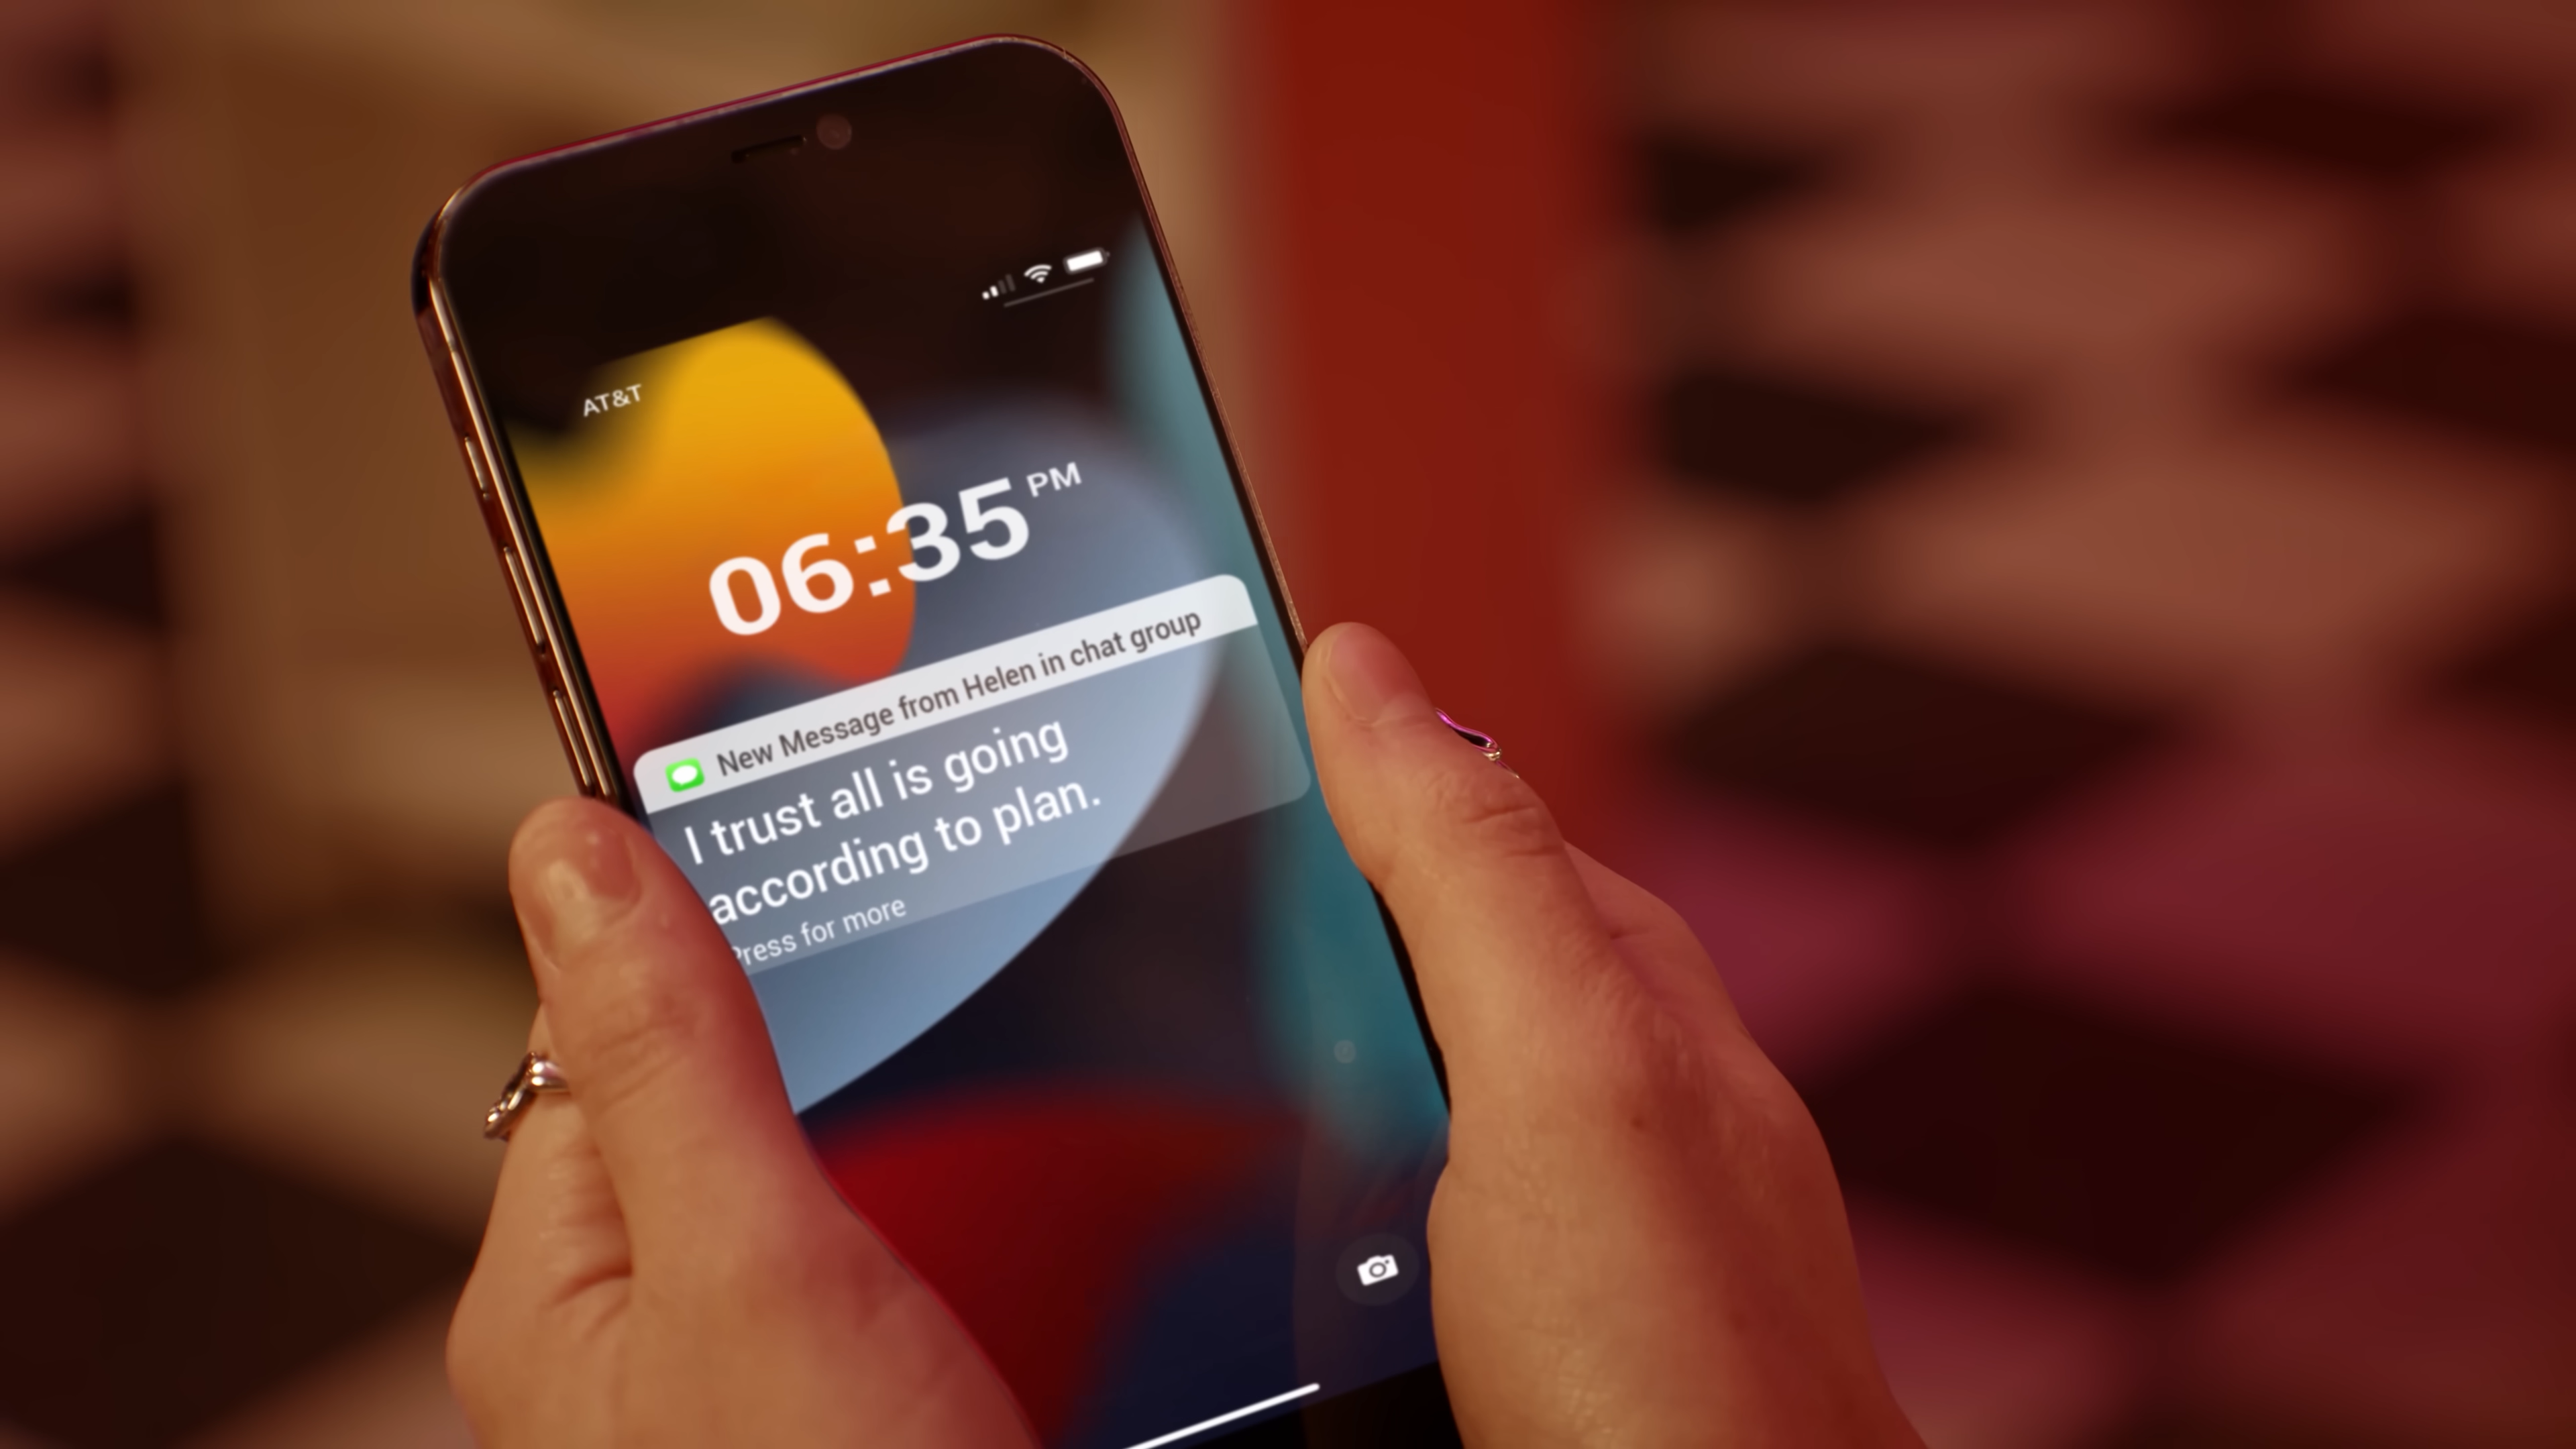 AT&T
06:35 PM
New Message from Helen in chat group
I trust all is going
according to plan.
Press for more